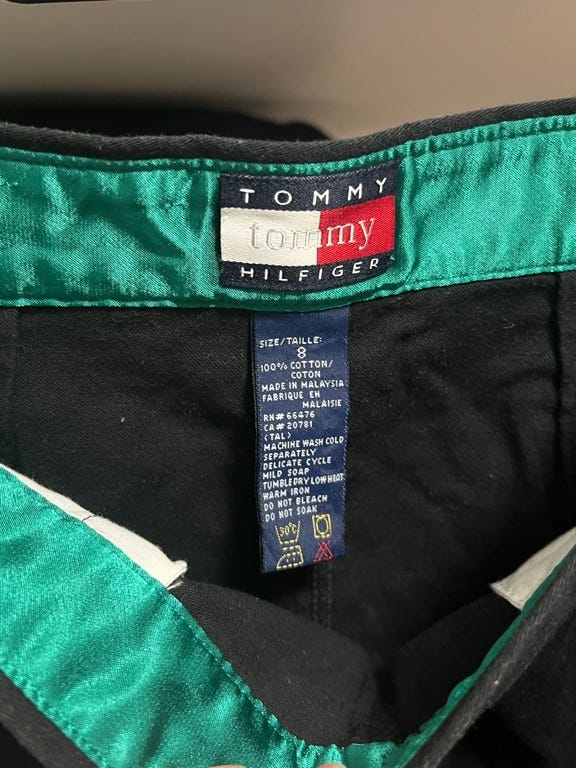 TOMMY
tommy
HILFIGER
SIZE/TAILLE:
8
100% COTTON/
COTON
MADE IN MALAYSIA
FABRIQUE EN
MALAISIE
RN# 66476
CA# 20781
(TAL)
MACHINE WASH COLD
SEPARATELY
DELICATE CYCLE
MILD SOAP
TUMBLEDRY LOW HEAT
WARM IRON
DO NOT BLEACH
DO NOT SOAK
30°C